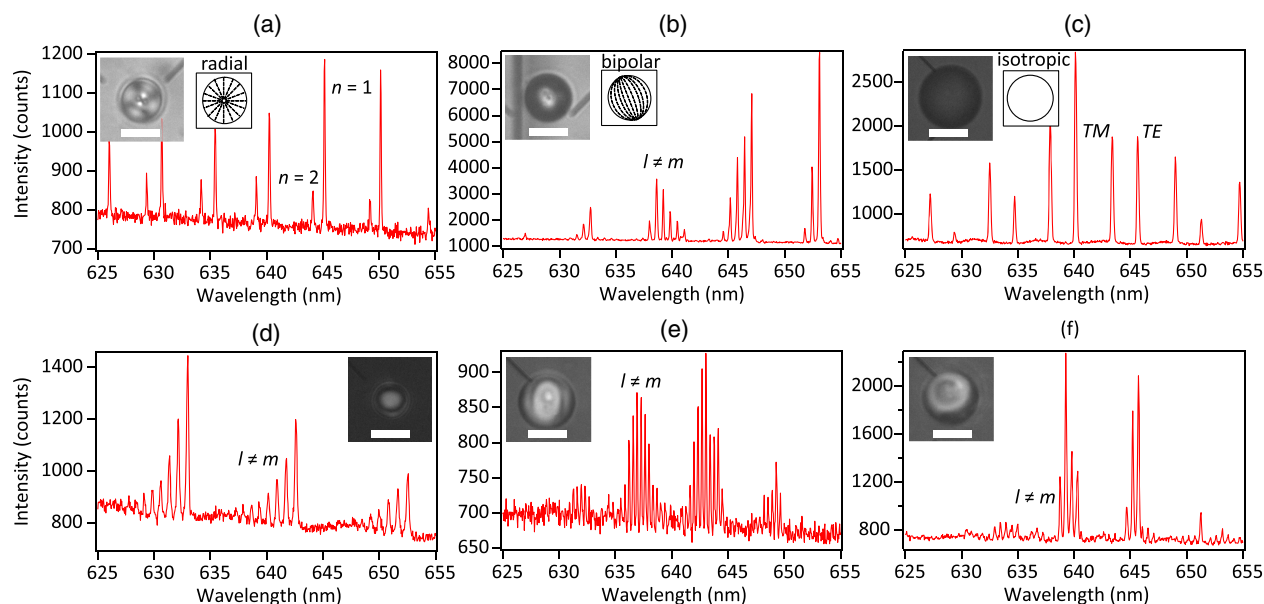 (a)
(b)
(c)
Intensity (counts)
1200
1100
1000
900
800
700
radial
n = 1
n = 2
625 630 635 640 645 650 655
Wavelength (nm)
8000
7000
6000
5000
4000
3000
2000
1000
bipolar
l ≠ m
625 630 635 640 645 650 655
Wavelength (nm)
2500
2000
1500
1000
isotropic
TM
TE
625 630 635 640 645 650 655
Wavelength (nm)
(d)
(e)
(f)
Intensity (counts)
1400
1200
1000
800
l ≠ m
625 630 635 640 645 650 655
Wavelength (nm)
900
850
800
750
700
650
l ≠ m
625 630 635 640 645 650 655
Wavelength (nm)
2000
1600
1200
800
l ≠ m
625 630 635 640 645 650 655
Wavelength (nm)